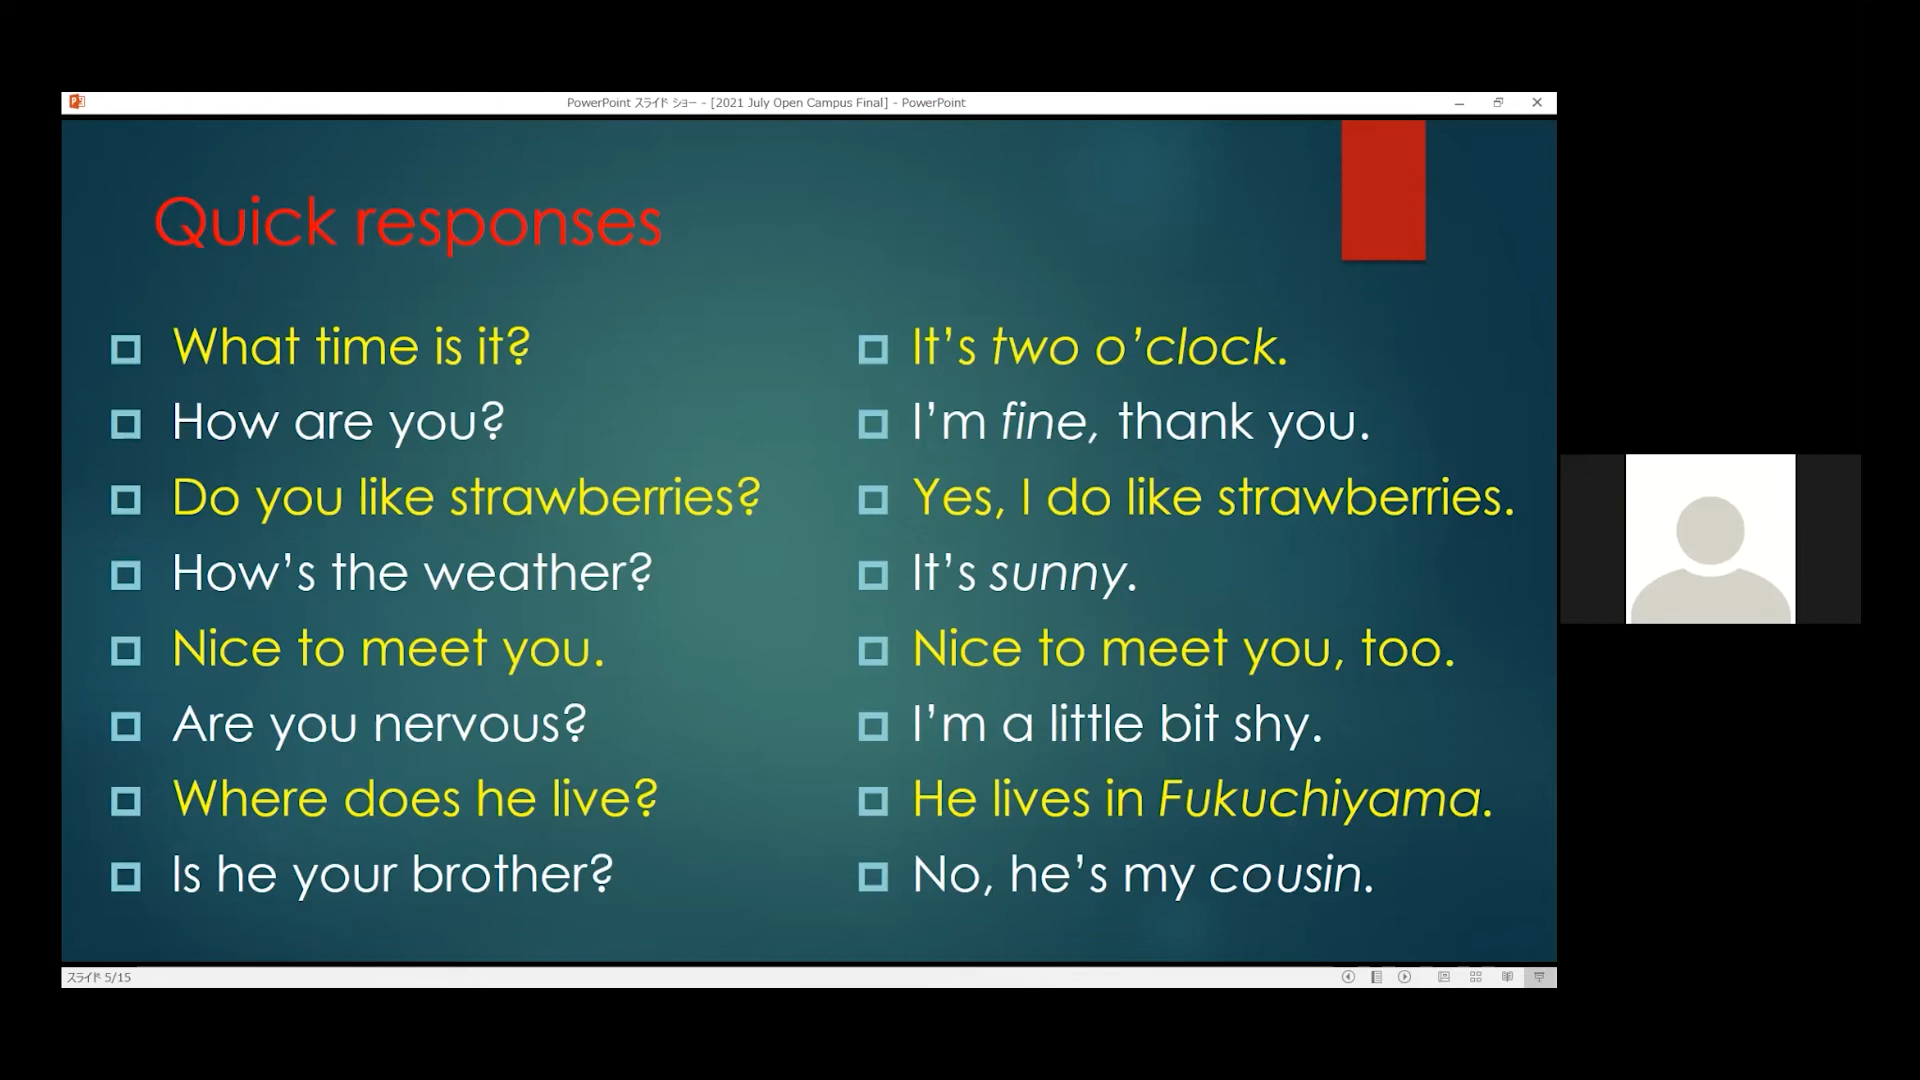 PowerPoint スライド ショー - [2021 July Open Campus Final] - PowerPoint
Quick responses
What time is it?
It's two o'clock.
How are you?
I'm fine, thank you.
Do you like strawberries?
Yes, I do like strawberries.
How's the weather?
It's sunny.
Nice to meet you.
Nice to meet you, too.
Are you nervous?
I'm a little bit shy.
Where does he live?
He lives in Fukuchiyama.
Is he your brother?
No, he's my cousin.
スライド 5/15